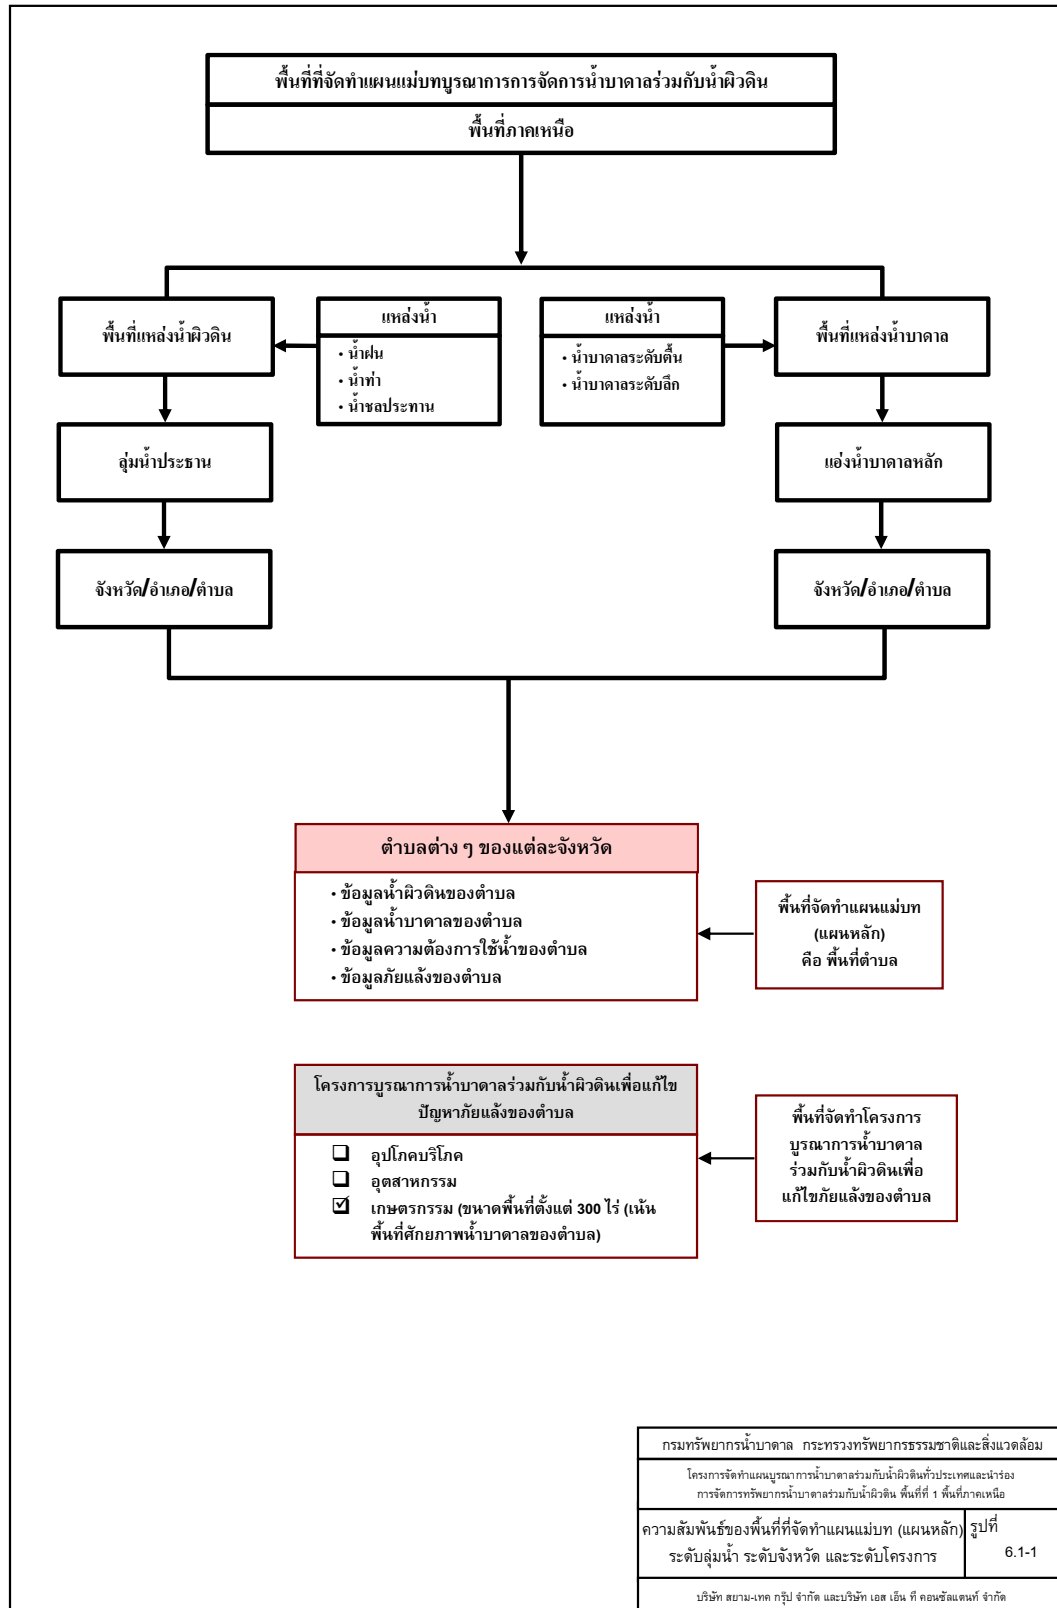 พื้นที่ที่จัดทำแผนแม่บทบูรณาการการจัดการน้ำบาดาลร่วมกับน้ำผิวดิน
พื้นที่ภาคเหนือ
พื้นที่แหล่งน้ำผิวดิน
แหล่งน้ำ
• น้ำฝน
• น้ำท่า
• น้ำชลประทาน
แหล่งน้ำ
• น้ำบาดาลระดับตื้น
• น้ำบาดาลระดับลึก
พื้นที่แหล่งน้ำบาดาล
ลุ่มน้ำประธาน
แอ่งน้ำบาดาลหลัก
จังหวัด/อำเภอ/ตำบล
จังหวัด/อำเภอ/ตำบล
ตำบลต่าง ๆ ของแต่ละจังหวัด
• ข้อมูลน้ำผิวดินของตำบล
• ข้อมูลน้ำบาดาลของตำบล
• ข้อมูลความต้องการใช้น้ำของตำบล
• ข้อมูลภัยแล้งของตำบล
พื้นที่จัดทำแผนแม่บท
(แผนหลัก)
คือ พื้นที่ตำบล
โครงการบูรณาการน้ำบาดาลร่วมกับน้ำผิวดินเพื่อแก้ไข
ปัญหาภัยแล้งของตำบล
❑ อุปโภคบริโภค
❑ อุตสาหกรรม
☑ เกษตรกรรม (ขนาดพื้นที่ตั้งแต่ 300 ไร่ (เน้น
พื้นที่ศักยภาพน้ำบาดาลของตำบล)
พื้นที่จัดทำโครงการ
บูรณาการน้ำบาดาล
ร่วมกับน้ำผิวดินเพื่อ
แก้ไขภัยแล้งของตำบล
กรมทรัพยากรน้ำบาดาล กระทรวงทรัพยากรธรรมชาติและสิ่งแวดล้อม
โครงการจัดทำแผนบูรณาการน้ำบาดาลร่วมกับน้ำผิวดินทั่วประเทศและนำร่อง
การจัดการทรัพยากรน้ำบาดาลร่วมกับน้ำผิวดิน พื้นที่ที่ 1 พื้นที่ภาคเหนือ
ความสัมพันธ์ของพื้นที่ที่จัดทำแผนแม่บท (แผนหลัก)
ระดับลุ่มน้ำ ระดับจังหวัด และระดับโครงการ
รูปที่
6.1-1
บริษัท สยาม-เทค กรุ๊ป จำกัด และบริษัท เอส เอ็น ที คอนซัลแตนท์ จำกัด